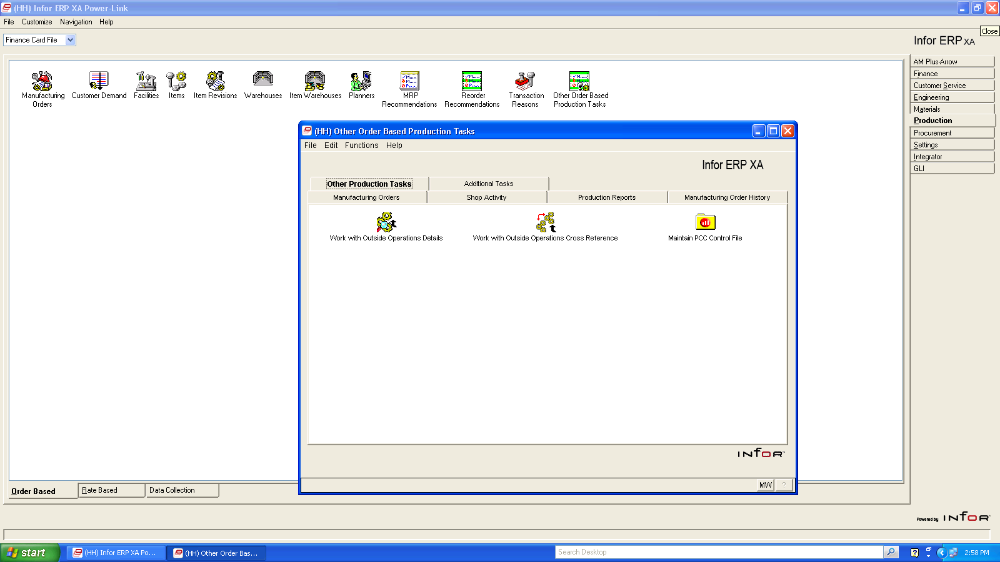 (HH) Infor ERP XA Power-Link
File Customize Navigation Help
Close
Finance Card File
Infor ERP XA
Manufacturing Orders
Customer Demand
Facilities
Items
Item Revisions
Warehouses
Item Warehouses
Planners
MRP Recommendations
Reorder Recommendations
Transaction Reasons
Other Order Based Production Tasks
AM Plus-Arrow
Finance
Customer Service
Engineering
Materials
Production
Procurement
Settings
Integrator
GLI
(HH) Other Order Based Production Tasks
File Edit Functions Help
Infor ERP XA
Other Production Tasks Additional Tasks
Manufacturing Orders Shop Activity Production Reports Manufacturing Order History
Work with Outside Operations Details
Work with Outside Operations Cross Reference
Maintain PCC Control File
infor
MW ?
Order Based Rate Based Data Collection
Powered by infor
start
(HH) Infor ERP XA Po...
(HH) Other Order Bas...
Search Desktop
2:58 PM